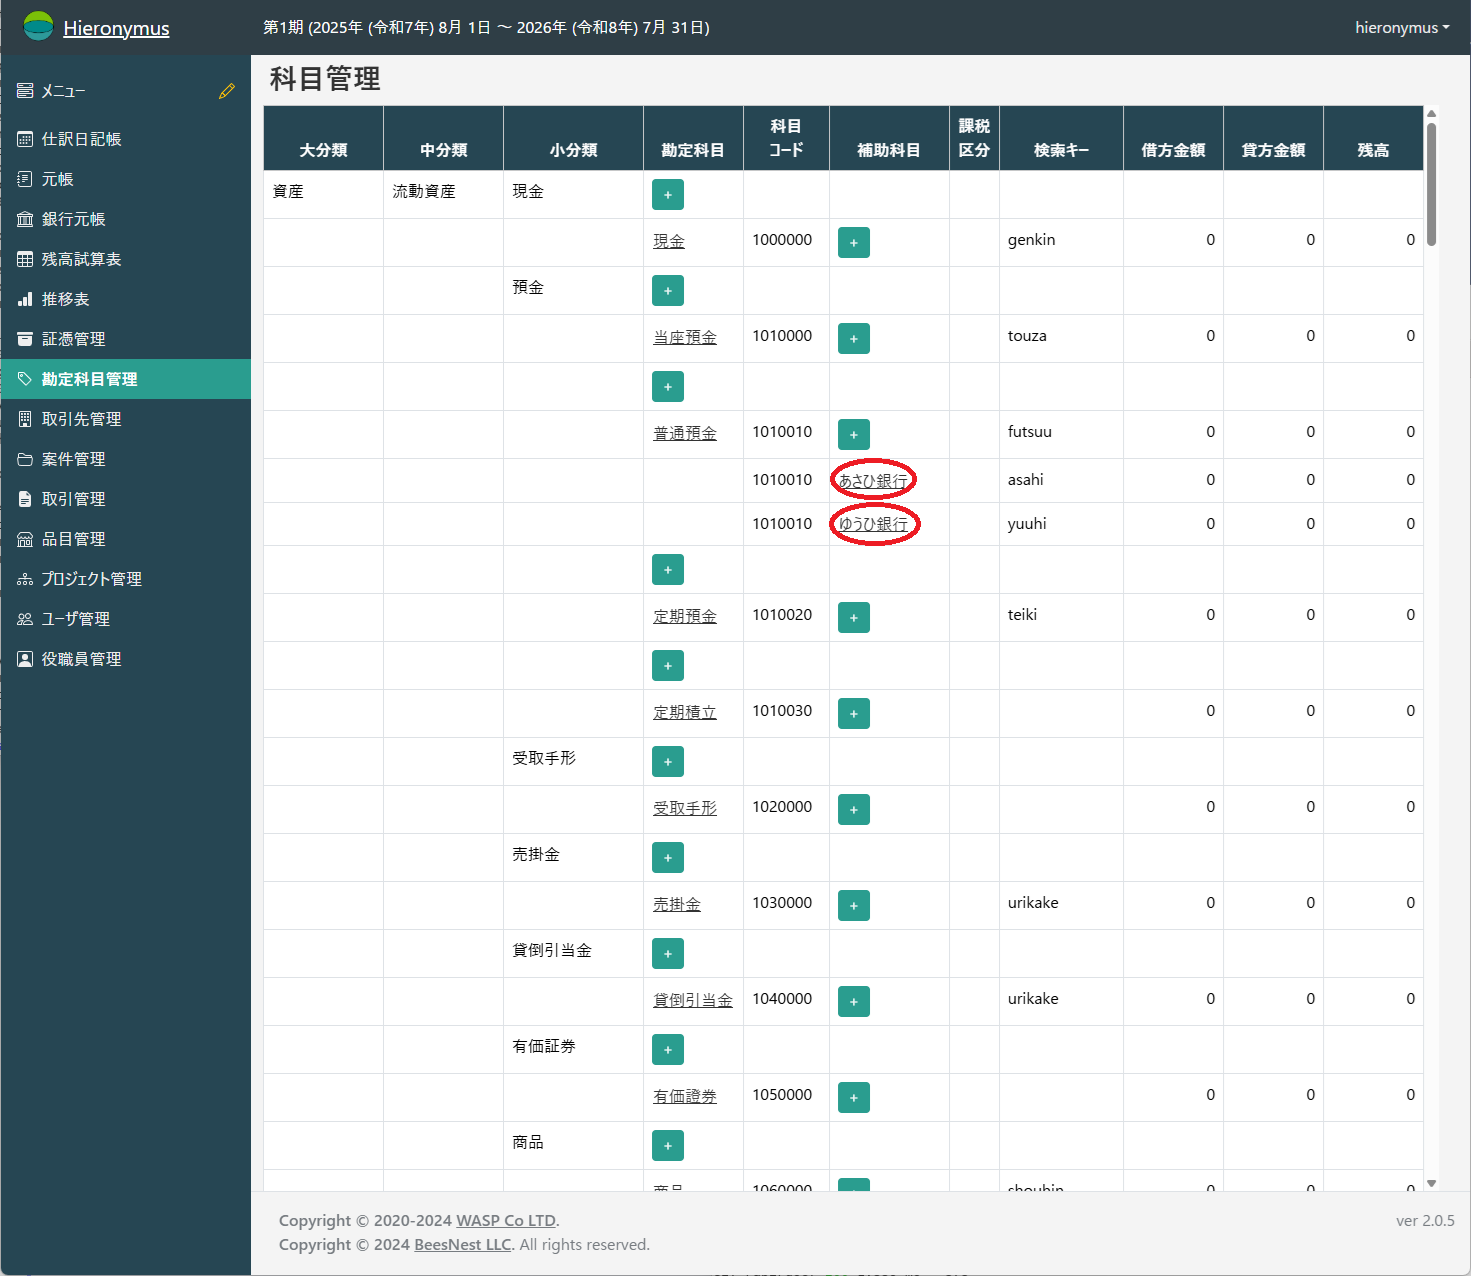 Hieronymus
第1期 (2025年 (令和7年) 8月 1日 ～ 2026年 (令和8年) 7月 31日)
hieronymus
メニュー
仕訳日記帳
元帳
銀行元帳
残高試算表
推移表
証憑管理
勘定科目管理
取引先管理
案件管理
取引管理
品目管理
プロジェクト管理
ユーザ管理
役職員管理
科目管理
大分類 中分類 小分類 勘定科目 科目コード 補助科目 課税区分 検索キー 借方金額 貸方金額 残高
資産 流動資産 現金 +
現金 1000000 + genkin 0 0 0
預金 +
当座預金 1010000 + touza 0 0 0
+
普通預金 1010010 + futsuu 0 0 0
1010010 あさひ銀行 asahi 0 0 0
1010010 ゆうひ銀行 yuuhi 0 0 0
+
定期預金 1010020 + teiki 0 0 0
+
定期積立 1010030 + 0 0 0
受取手形 +
受取手形 1020000 + 0 0 0
売掛金 +
売掛金 1030000 + urikake 0 0 0
貸倒引当金 +
貸倒引当金 1040000 + urikake 0 0 0
有価証券 +
有価證券 1050000 + 0 0 0
商品 +
商品 1060000 shouhin 0 0 0
Copyright © 2020-2024 WASP Co LTD.
Copyright © 2024 BeesNest LLC. All rights reserved.
ver 2.0.5